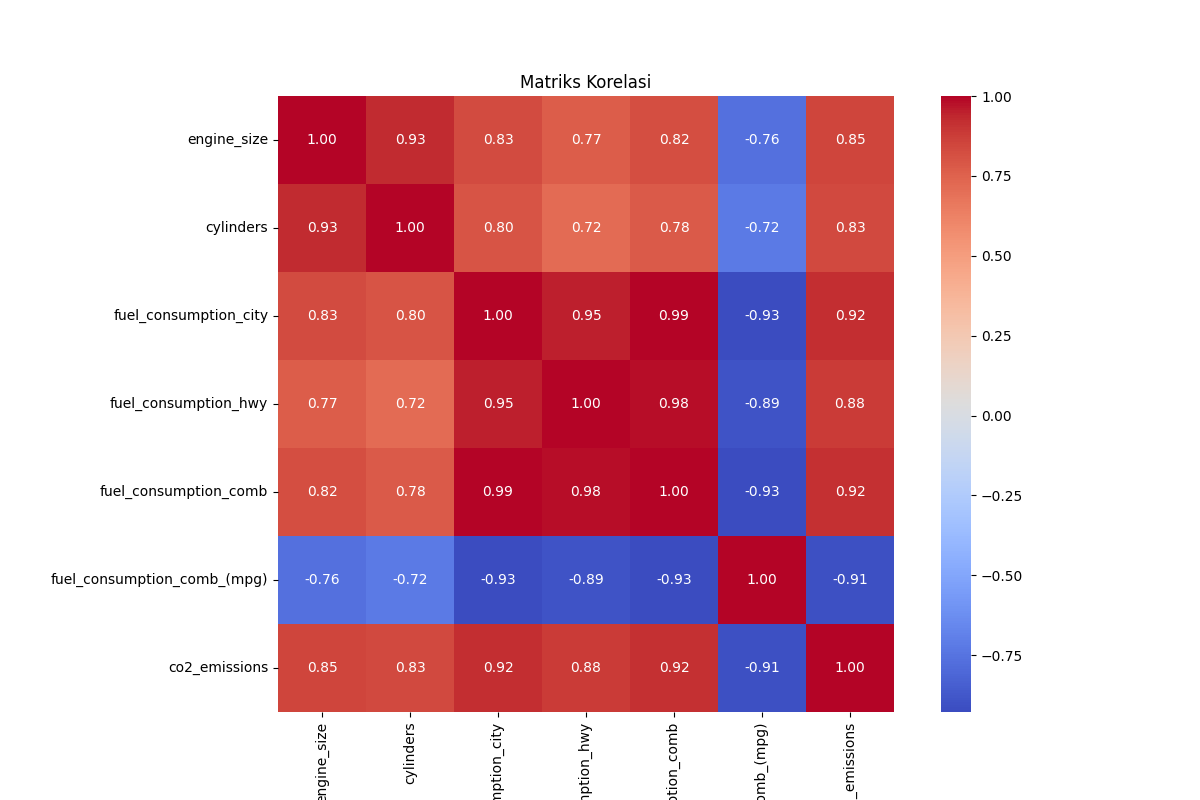 Matriks Korelasi
engine_size 1.00 0.93 0.83 0.77 0.82 -0.76 0.85
cylinders 0.93 1.00 0.80 0.72 0.78 -0.72 0.83
fuel_consumption_city 0.83 0.80 1.00 0.95 0.99 -0.93 0.92
fuel_consumption_hwy 0.77 0.72 0.95 1.00 0.98 -0.89 0.88
fuel_consumption_comb 0.82 0.78 0.99 0.98 1.00 -0.93 0.92
fuel_consumption_comb_(mpg) -0.76 -0.72 -0.93 -0.89 -0.93 1.00 -0.91
co2_emissions 0.85 0.83 0.92 0.88 0.92 -0.91 1.00
engine_size
cylinders
mption_city
mption_hwy
ption_comb
omb_(mpg)
_emissions
1.00
0.75
0.50
0.25
0.00
−0.25
−0.50
−0.75